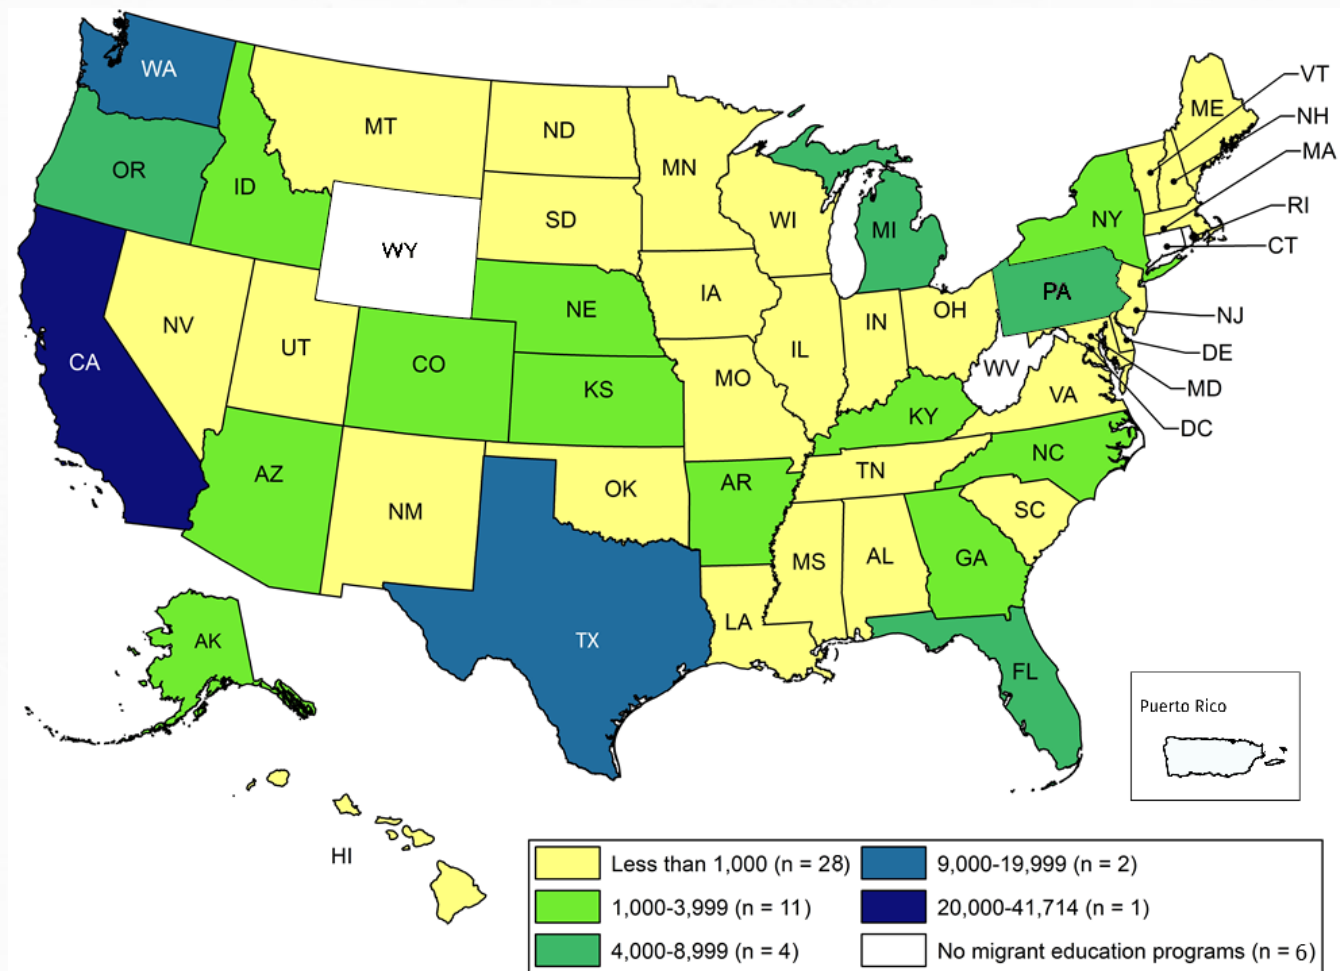 WA
MT
ND
MN
OR
ID
SD
WI
MI
ME
VT
NH
MA
RI
CT
NY
WY
NE
IA
PA
NJ
NV
UT
CO
KS
IL
IN
OH
DE
MD
DC
CA
MO
WV
VA
KY
AZ
NM
OK
AR
TN
NC
SC
MS
AL
GA
TX
LA
FL
AK
HI
Puerto Rico
Less than 1,000 (n = 28)
1,000-3,999 (n = 11)
4,000-8,999 (n = 4)
9,000-19,999 (n = 2)
20,000-41,714 (n = 1)
No migrant education programs (n = 6)